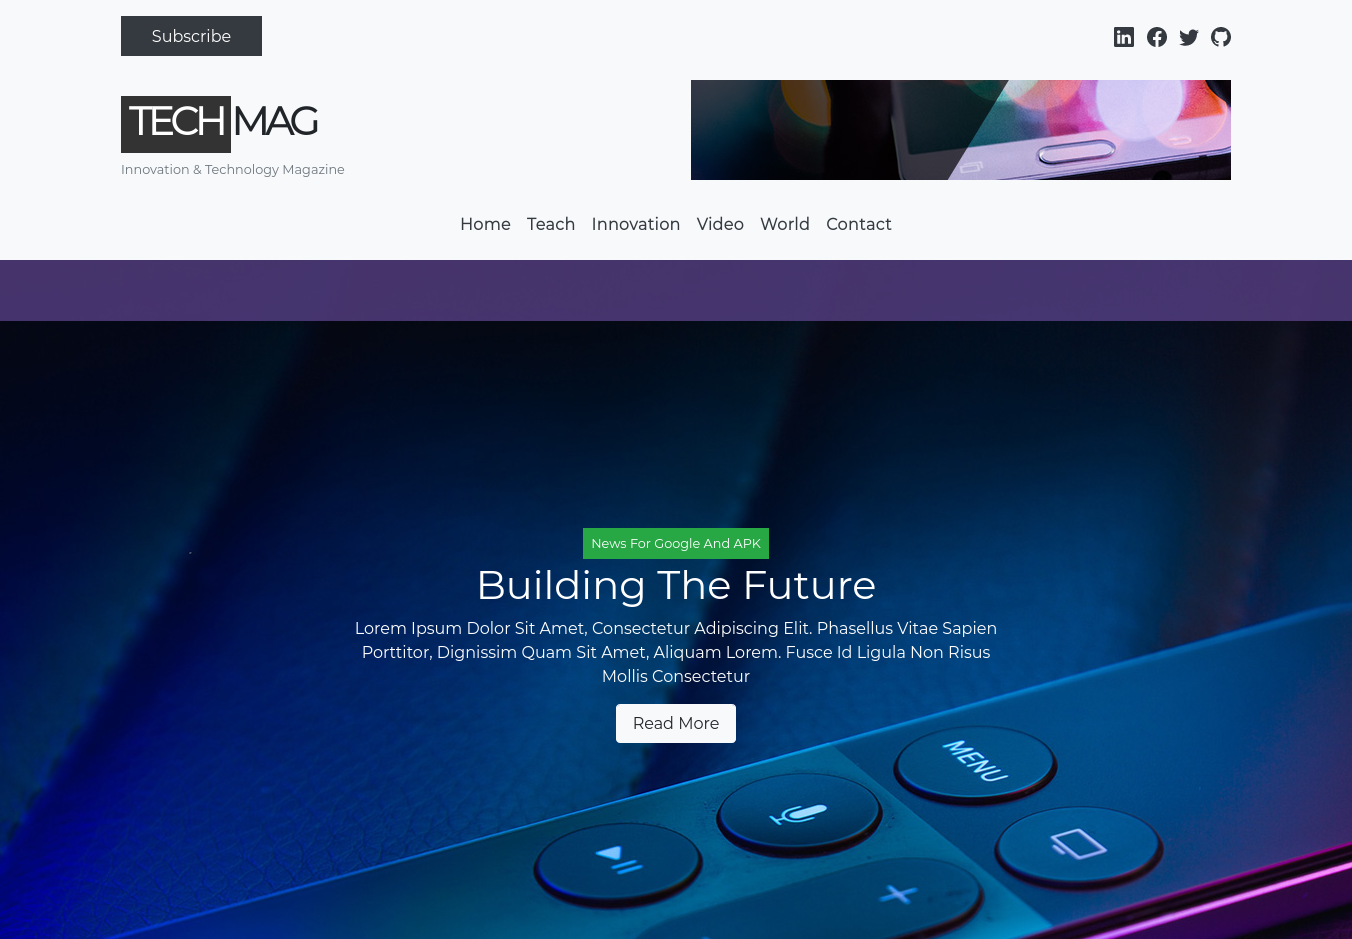 Subscribe
TECH MAG
Innovation & Technology Magazine
Home Teach Innovation Video World Contact
News For Google And APK
Building The Future
Lorem Ipsum Dolor Sit Amet, Consectetur Adipiscing Elit. Phasellus Vitae Sapien
Porttitor, Dignissim Quam Sit Amet, Aliquam Lorem. Fusce Id Ligula Non Risus
Mollis Consectetur
Read More
MENU